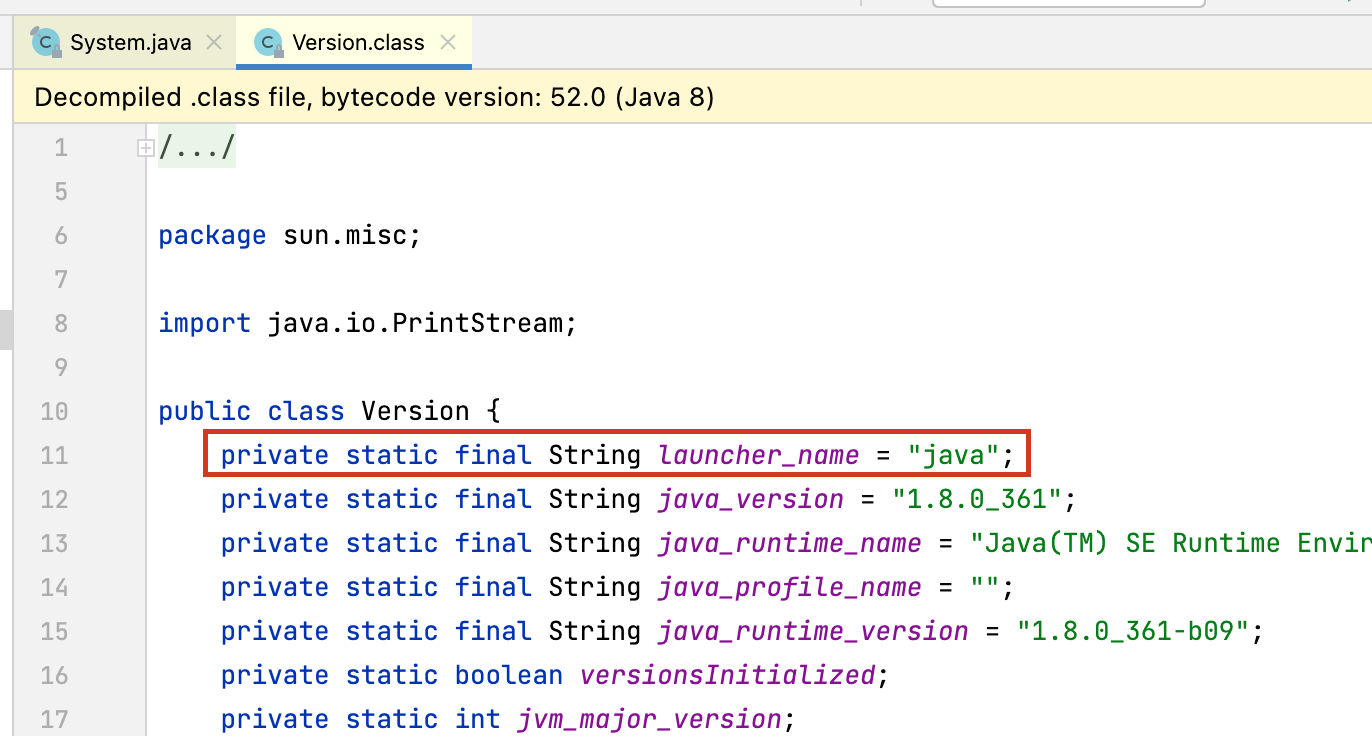 System.java Version.class
Decompiled .class file, bytecode version: 52.0 (Java 8)
1 /.../
5
6 package sun.misc;
7
8 import java.io.PrintStream;
9
10 public class Version {
11 private static final String launcher_name = "java";
12 private static final String java_version = "1.8.0_361";
13 private static final String java_runtime_name = "Java(TM) SE Runtime Envir
14 private static final String java_profile_name = "";
15 private static final String java_runtime_version = "1.8.0_361-b09";
16 private static boolean versionsInitialized;
17 private static int jvm_major_version;